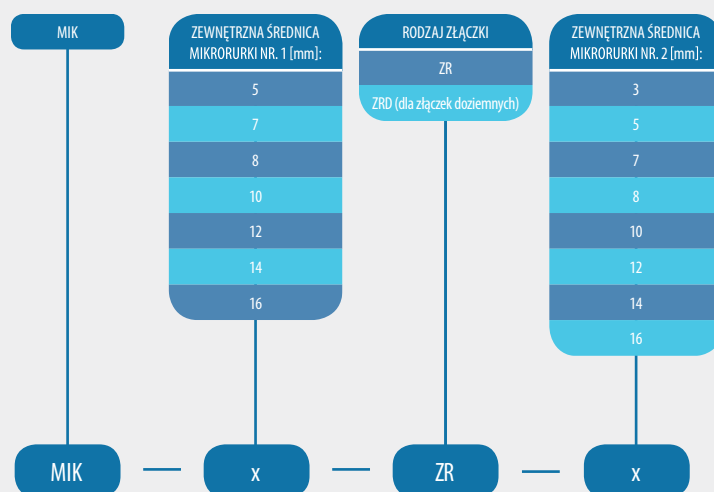 MIK
ZEWNĘTRZNA ŚREDNICA
MIKRORURKI NR. 1 [mm]:
5
7
8
10
12
14
16
RODZAJ ZŁĄCZKI
ZR
ZRD (dla złączek doziemnych)
ZEWNĘTRZNA ŚREDNICA
MIKRORURKI NR. 2 [mm]:
3
5
7
8
10
12
14
16
MIK — x — ZR — x